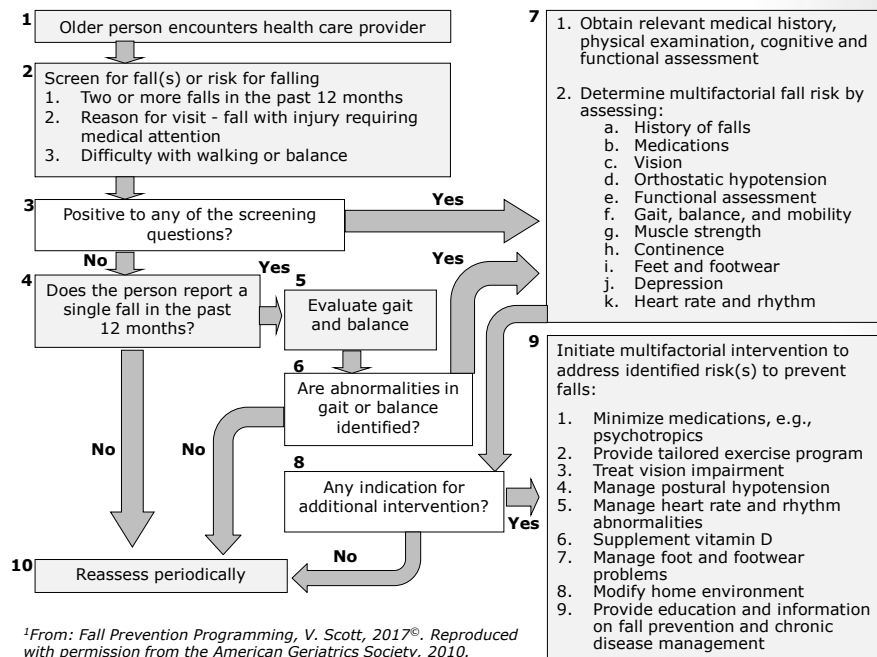 1
Older person encounters health care provider
2
Screen for fall(s) or risk for falling
1. Two or more falls in the past 12 months
2. Reason for visit - fall with injury requiring
medical attention
3. Difficulty with walking or balance
3
Positive to any of the screening
questions?
Yes
No
4
Does the person report a
single fall in the past
12 months?
Yes
5
Evaluate gait
and balance
6
Are abnormalities in
gait or balance
identified?
Yes
No
No
7
1. Obtain relevant medical history,
physical examination, cognitive and
functional assessment
2. Determine multifactorial fall risk by
assessing:
a. History of falls
b. Medications
c. Vision
d. Orthostatic hypotension
e. Functional assessment
f. Gait, balance, and mobility
g. Muscle strength
h. Continence
i. Feet and footwear
j. Depression
k. Heart rate and rhythm
8
Any indication for
additional intervention?
Yes
No
9
Initiate multifactorial intervention to
address identified risk(s) to prevent
falls:
1. Minimize medications, e.g.,
psychotropics
2. Provide tailored exercise program
3. Treat vision impairment
4. Manage postural hypotension
5. Manage heart rate and rhythm
abnormalities
6. Supplement vitamin D
7. Manage foot and footwear
problems
8. Modify home environment
9. Provide education and information
on fall prevention and chronic
disease management
10
Reassess periodically
¹From: Fall Prevention Programming, V. Scott, 2017©. Reproduced
with permission from the American Geriatrics Society, 2010.